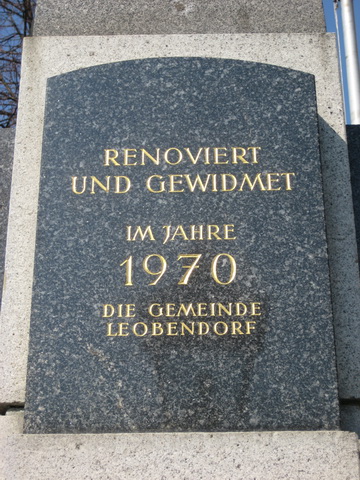 RENOVIERT
UND GEWIDMET
IM JAHRE
1970
DIE GEMEINDE
LEOBENDORF